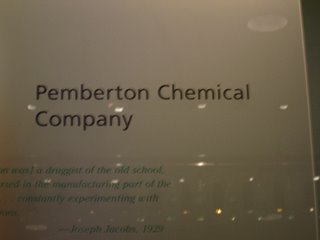 Pemberton Chemical
Company
was] a druggist of the old school,
in the manufacturing part of the
constantly experimenting with
—Joseph Jacobs, 1929